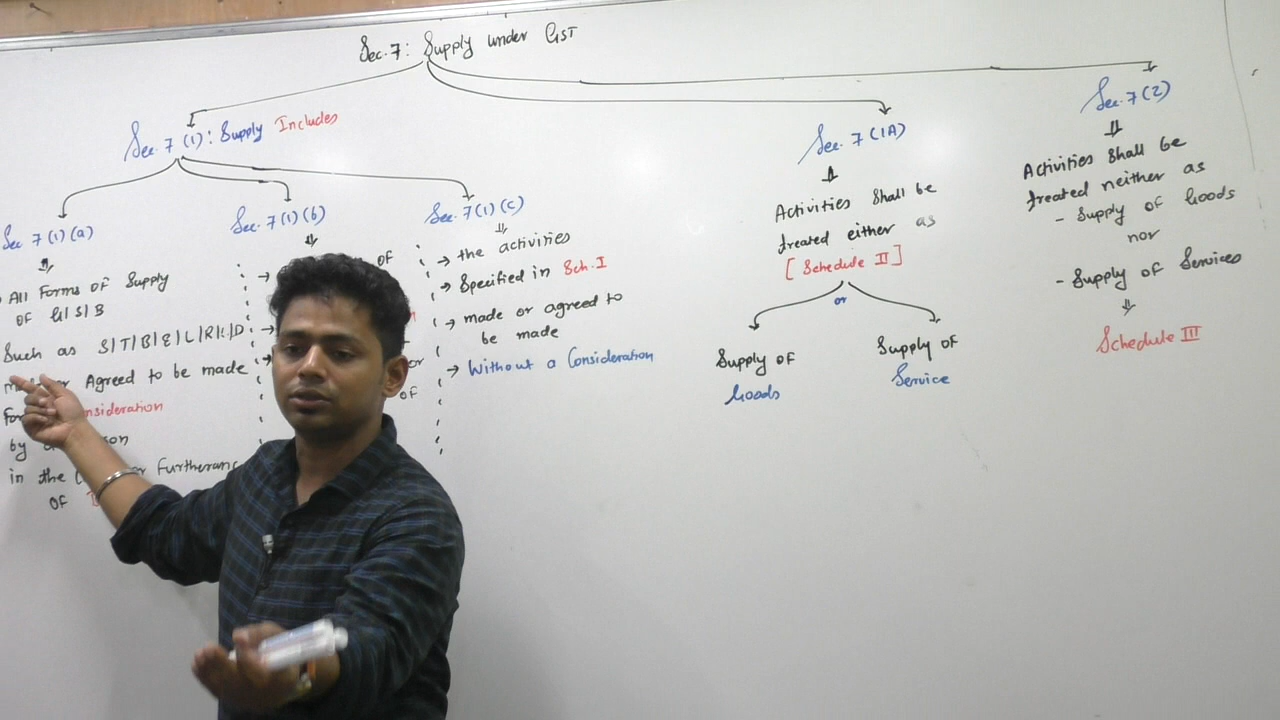 Sec.7: Supply under GST
Sec. 7 (1): Supply Includes
Sec 7 (1) (a)
All Forms of Supply
of G/S/B
Such as S/T/B/E/L/R/L/D
or Agreed to be made
by
in the
of
Sec. 7 (1) (b)
of
or
of
Sec. 7 (1) (c)
→ the activities
→ Specified in Sch. I
→ made or agreed to
be made
→ Without a Consideration
Sec. 7 (1A)
Activities Shall be
treated either as
[Schedule II]
or
Supply of
Goods
Supply of
Service
Sec. 7 (2)
Activities Shall be
treated neither as
- Supply of Goods
nor
- Supply of Services
Schedule III